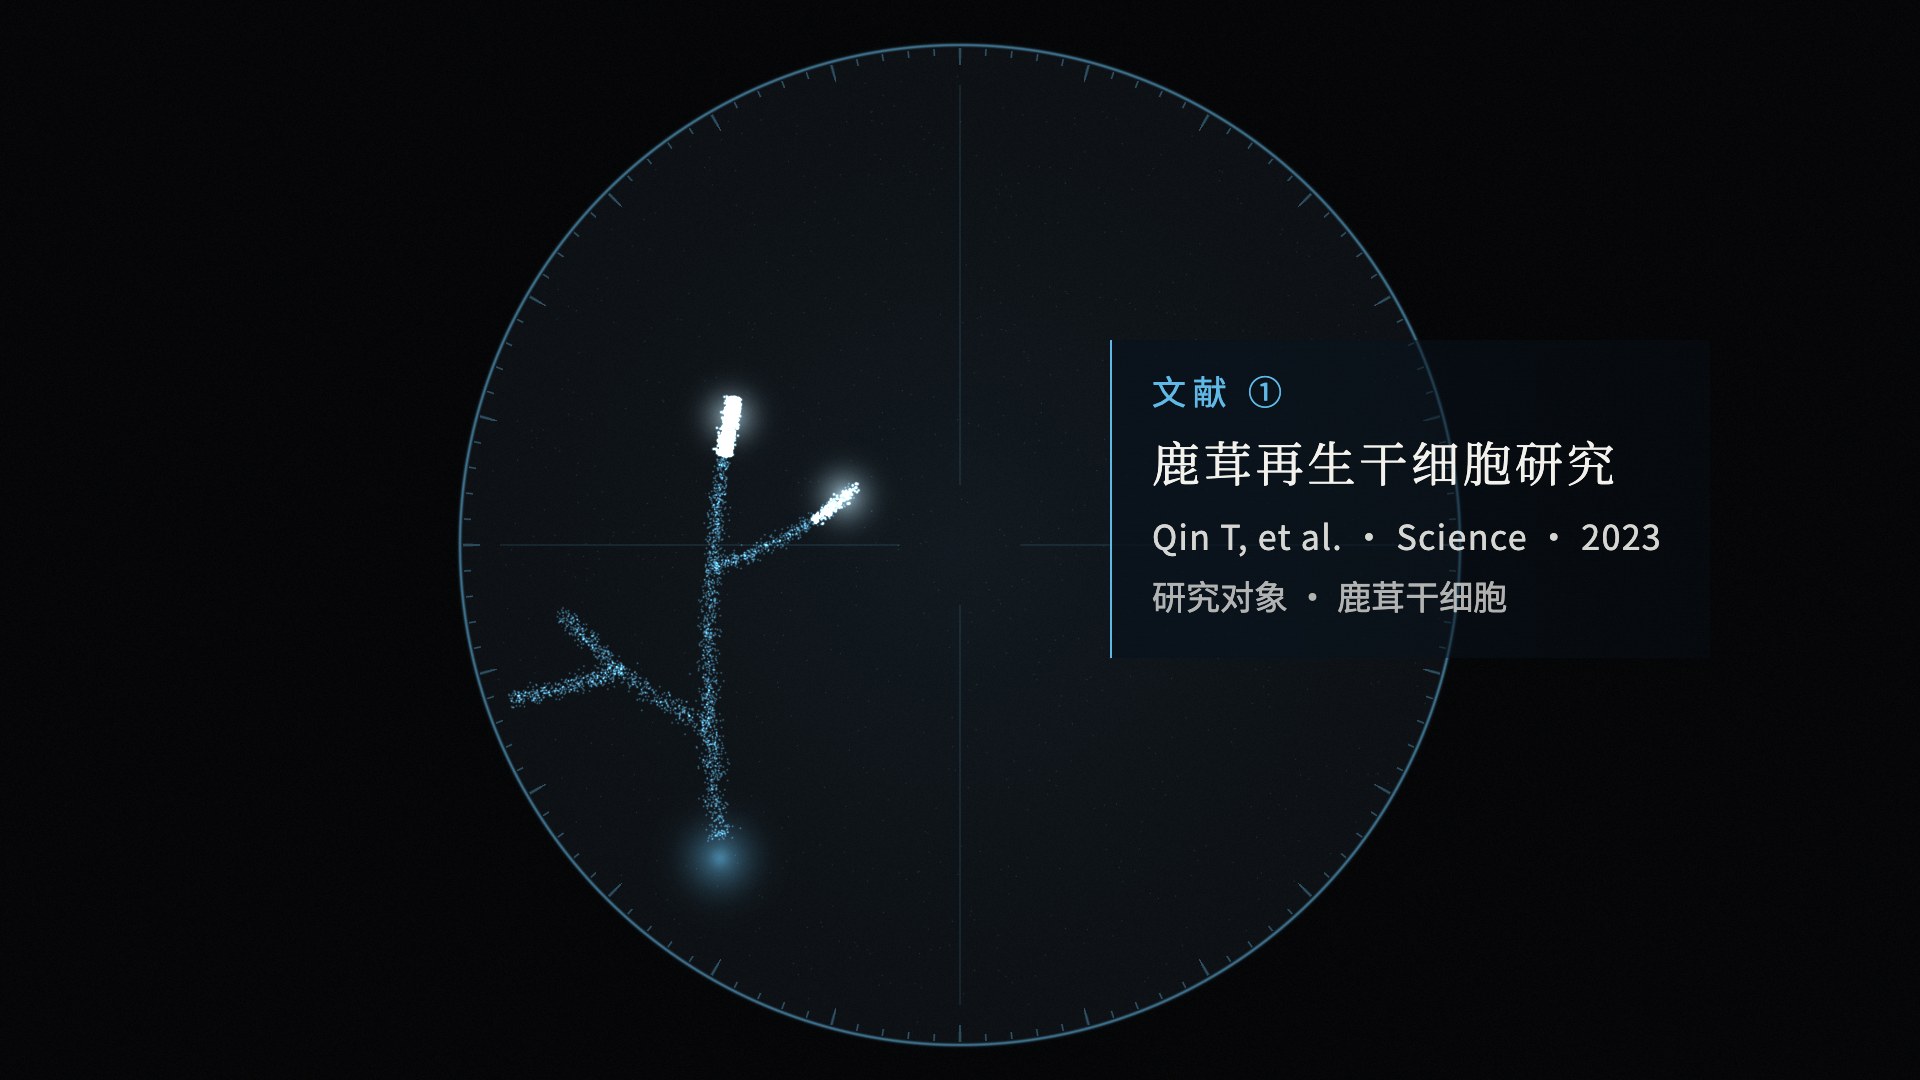 文献 ①
鹿茸再生干细胞研究
Qin T, et al. • Science • 2023
研究对象 • 鹿茸干细胞